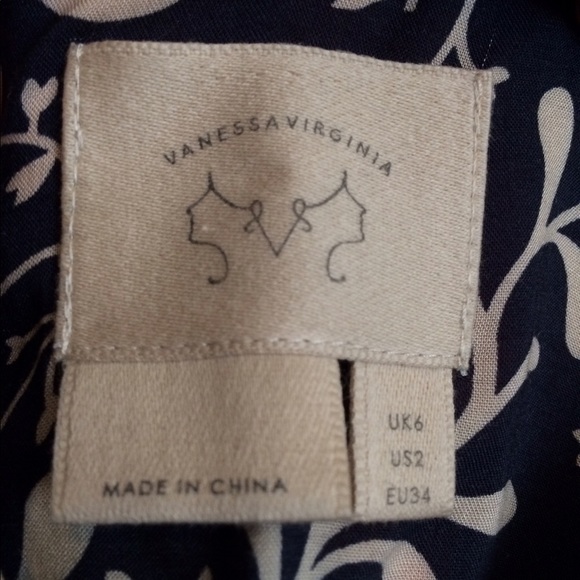 VANESSAVIRGINIA
MADE IN CHINA
UK6
US2
EU34